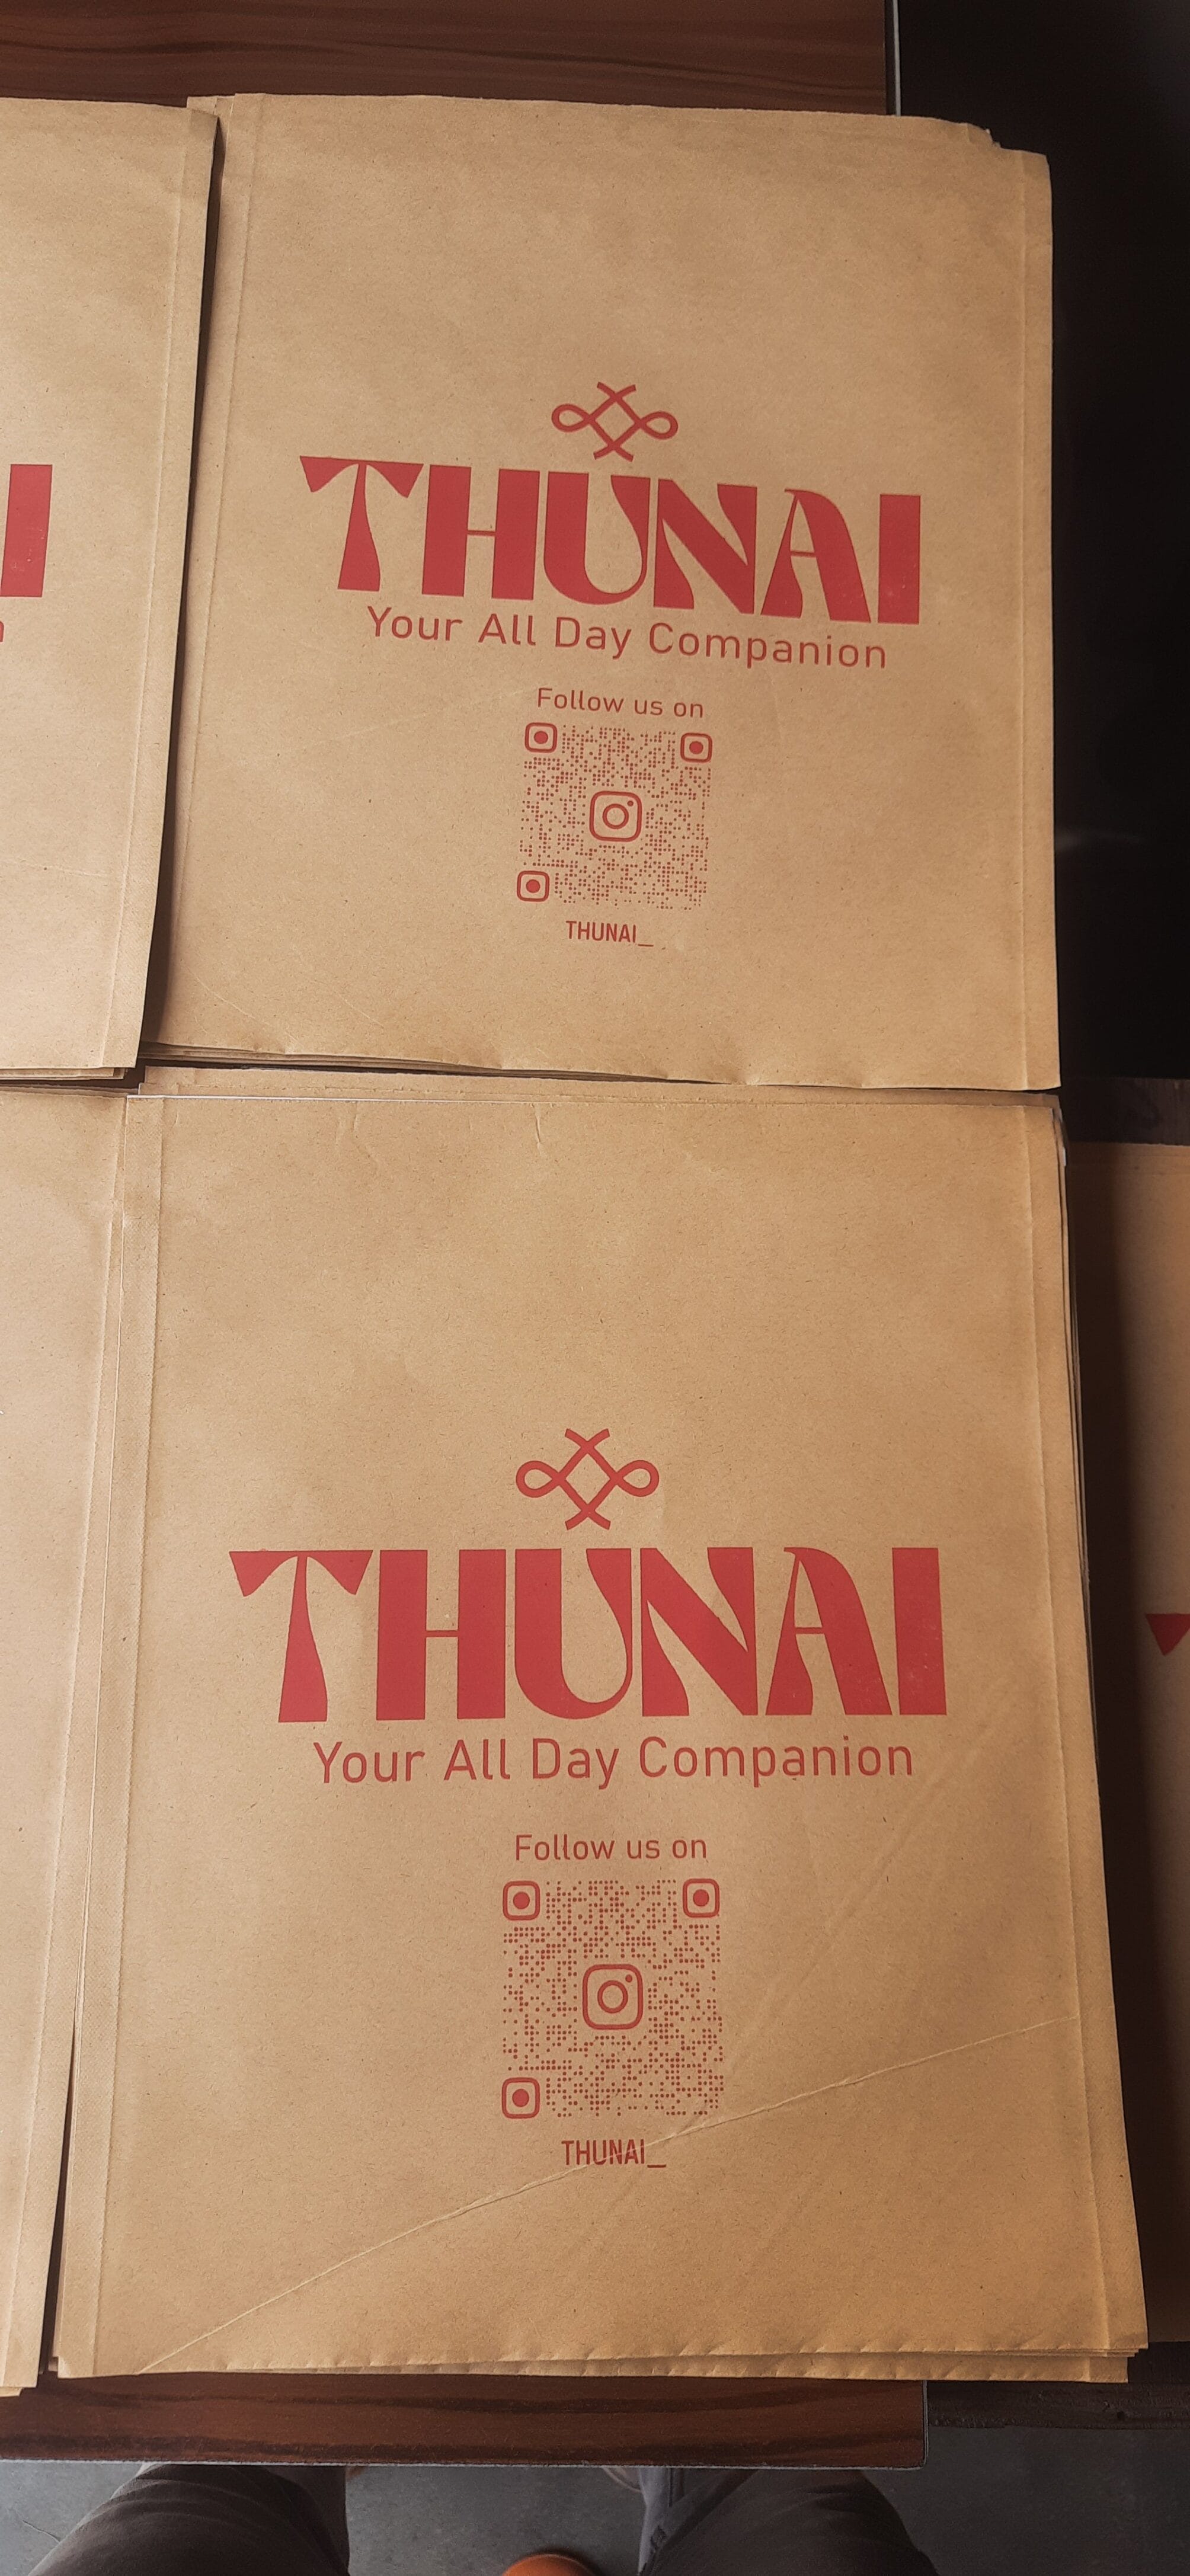 THUNAI
Your All Day Companion
Follow us on
THUNAI_
THUNAI
Your All Day Companion
Follow us on
THUNAI_